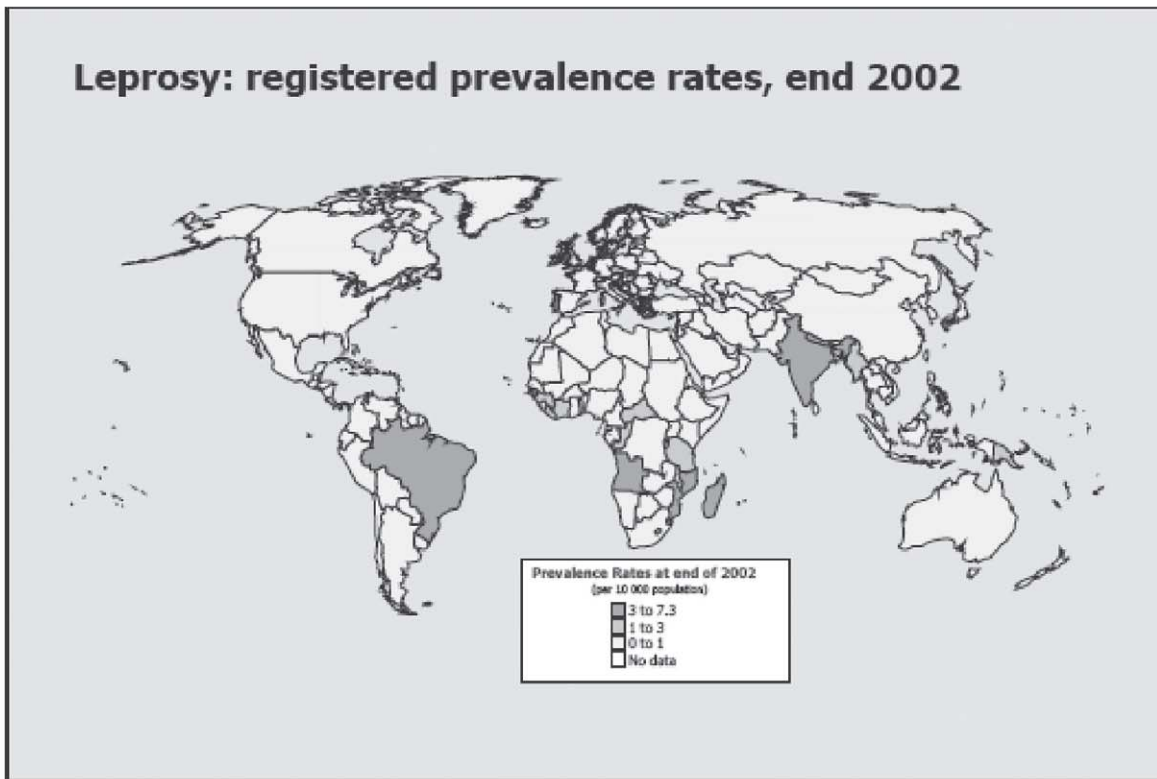 Leprosy: registered prevalence rates, end 2002
Prevalence Rates at end of 2002
(per 10 000 population)
3 to 7.3
1 to 3
0 to 1
No data